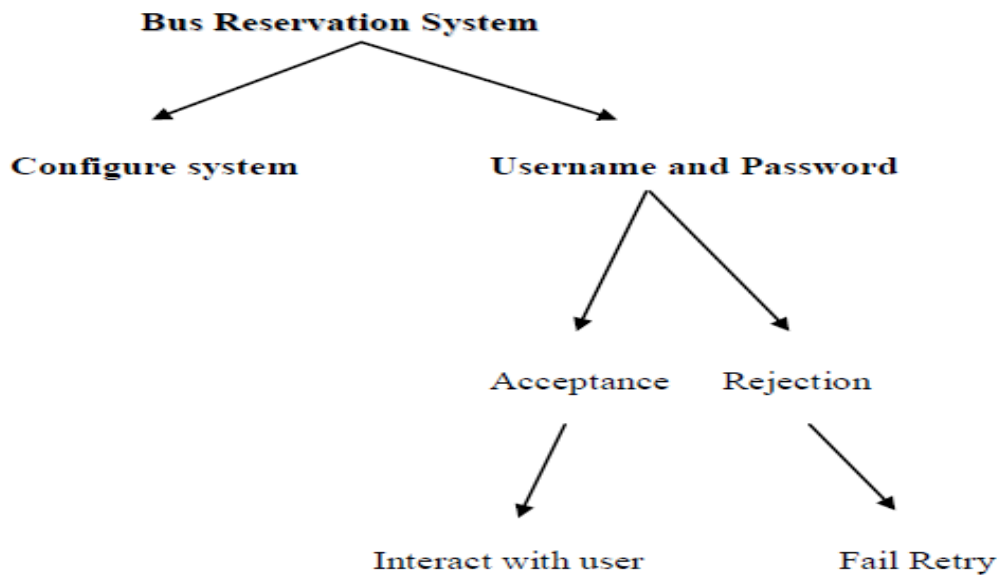 Bus Reservation System
Configure system
Username and Password
Acceptance
Rejection
Interact with user
Fail Retry